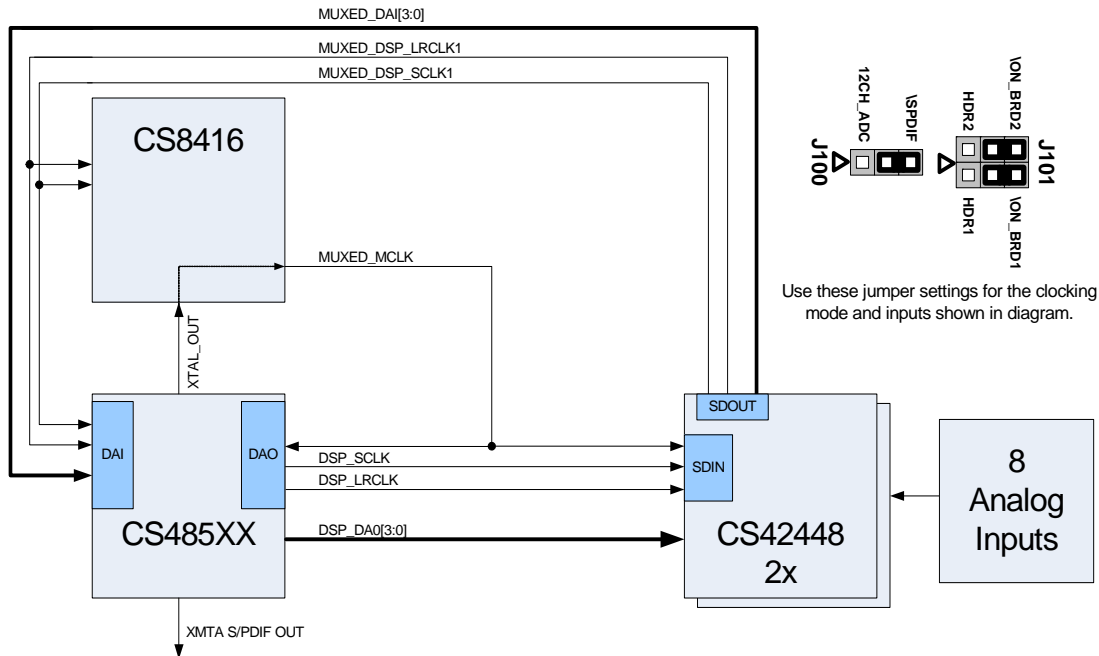 MUXED_DAI[3:0]
MUXED_DSP_LRCLK1
MUXED_DSP_SCLK1
CS8416
MUXED_MCLK
XTAL_OUT
12CH_ADC
\SPDIF
J100
HDR2
\ON_BRD2
J101
HDR1
\ON_BRD1
Use these jumper settings for the clocking
mode and inputs shown in diagram.
DAI
DAO
CS485XX
DSP_SCLK
DSP_LRCLK
DSP_DA0[3:0]
SDOUT
SDIN
CS42448
2x
8
Analog
Inputs
XMTA S/PDIF OUT